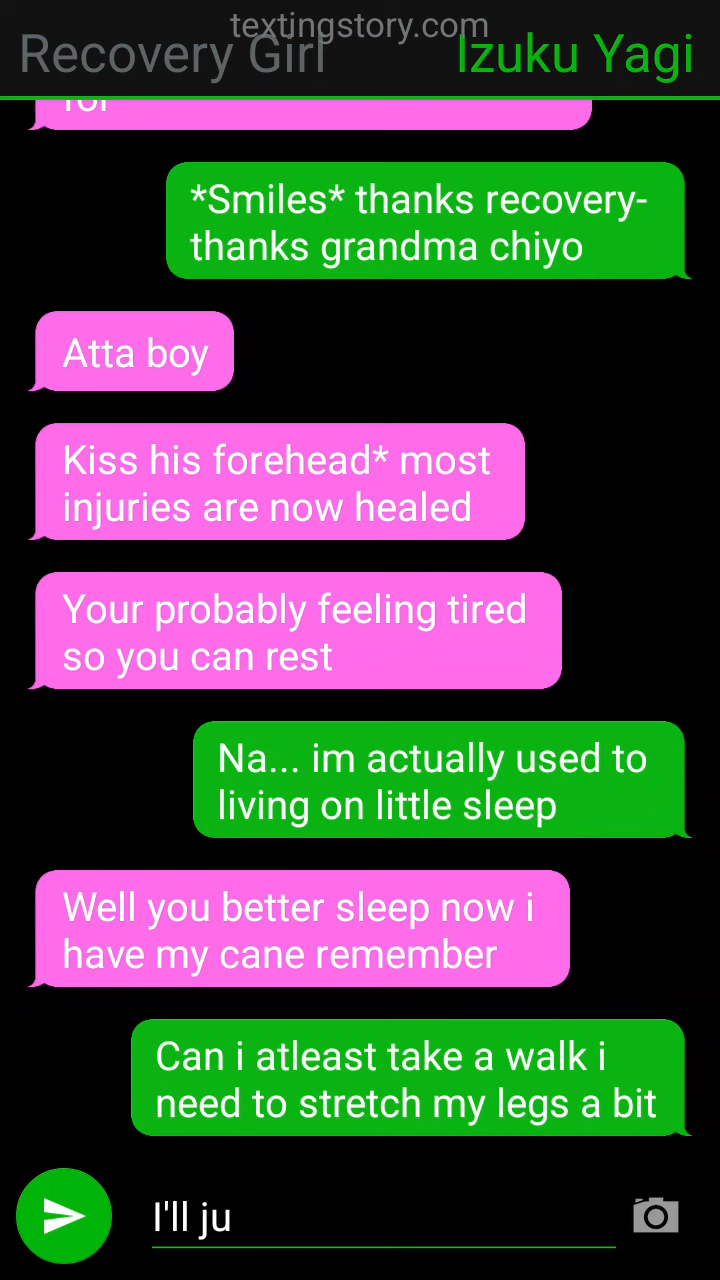 textingstory.com
Recovery Girl
Izuku Yagi
for
*Smiles* thanks recovery-
thanks grandma chiyo
Atta boy
Kiss his forehead* most
injuries are now healed
Your probably feeling tired
so you can rest
Na... im actually used to
living on little sleep
Well you better sleep now i
have my cane remember
Can i atleast take a walk i
need to stretch my legs a bit
I'll ju